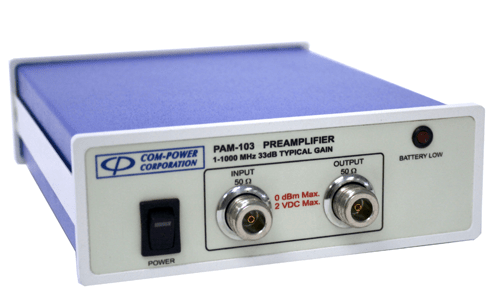 CP
COM-POWER
CORPORATION
PAM-103 PREAMPLIFIER
1-1000 MHz 33dB TYPICAL GAIN
INPUT
50 Ω
OUTPUT
50 Ω
0 dBm Max.
2 VDC Max.
BATTERY LOW
POWER